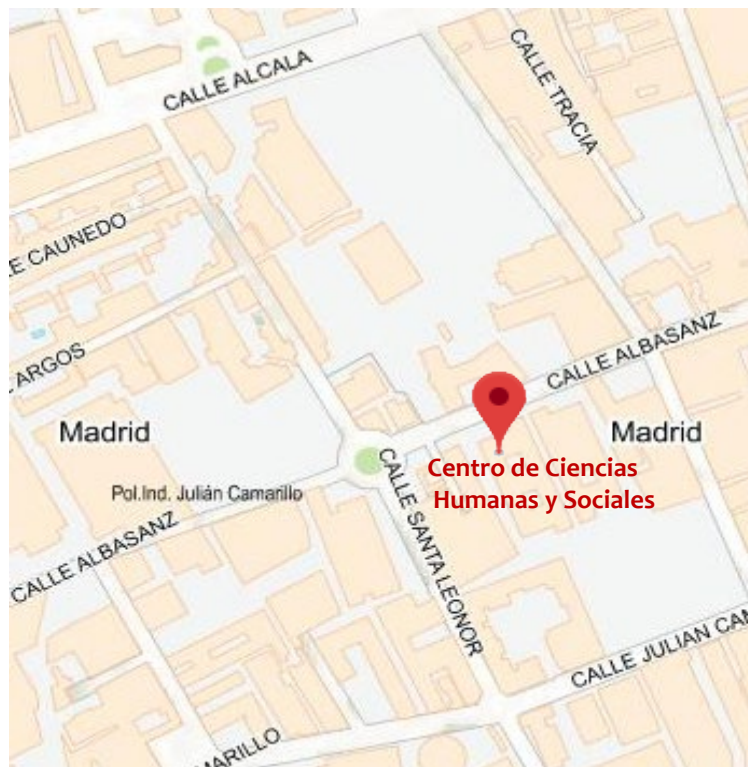 CALLE ALCALA
CALLE TRACIA
CAUNEDO
ARGOS
CALLE ALBASANZ
Madrid
Madrid
Centro de Ciencias
Humanas y Sociales
Pol.Ind. Julián Camarillo
CALLE ALBASANZ
CALLE SANTA LEONOR
CALLE JULIAN CAM
MARILLO